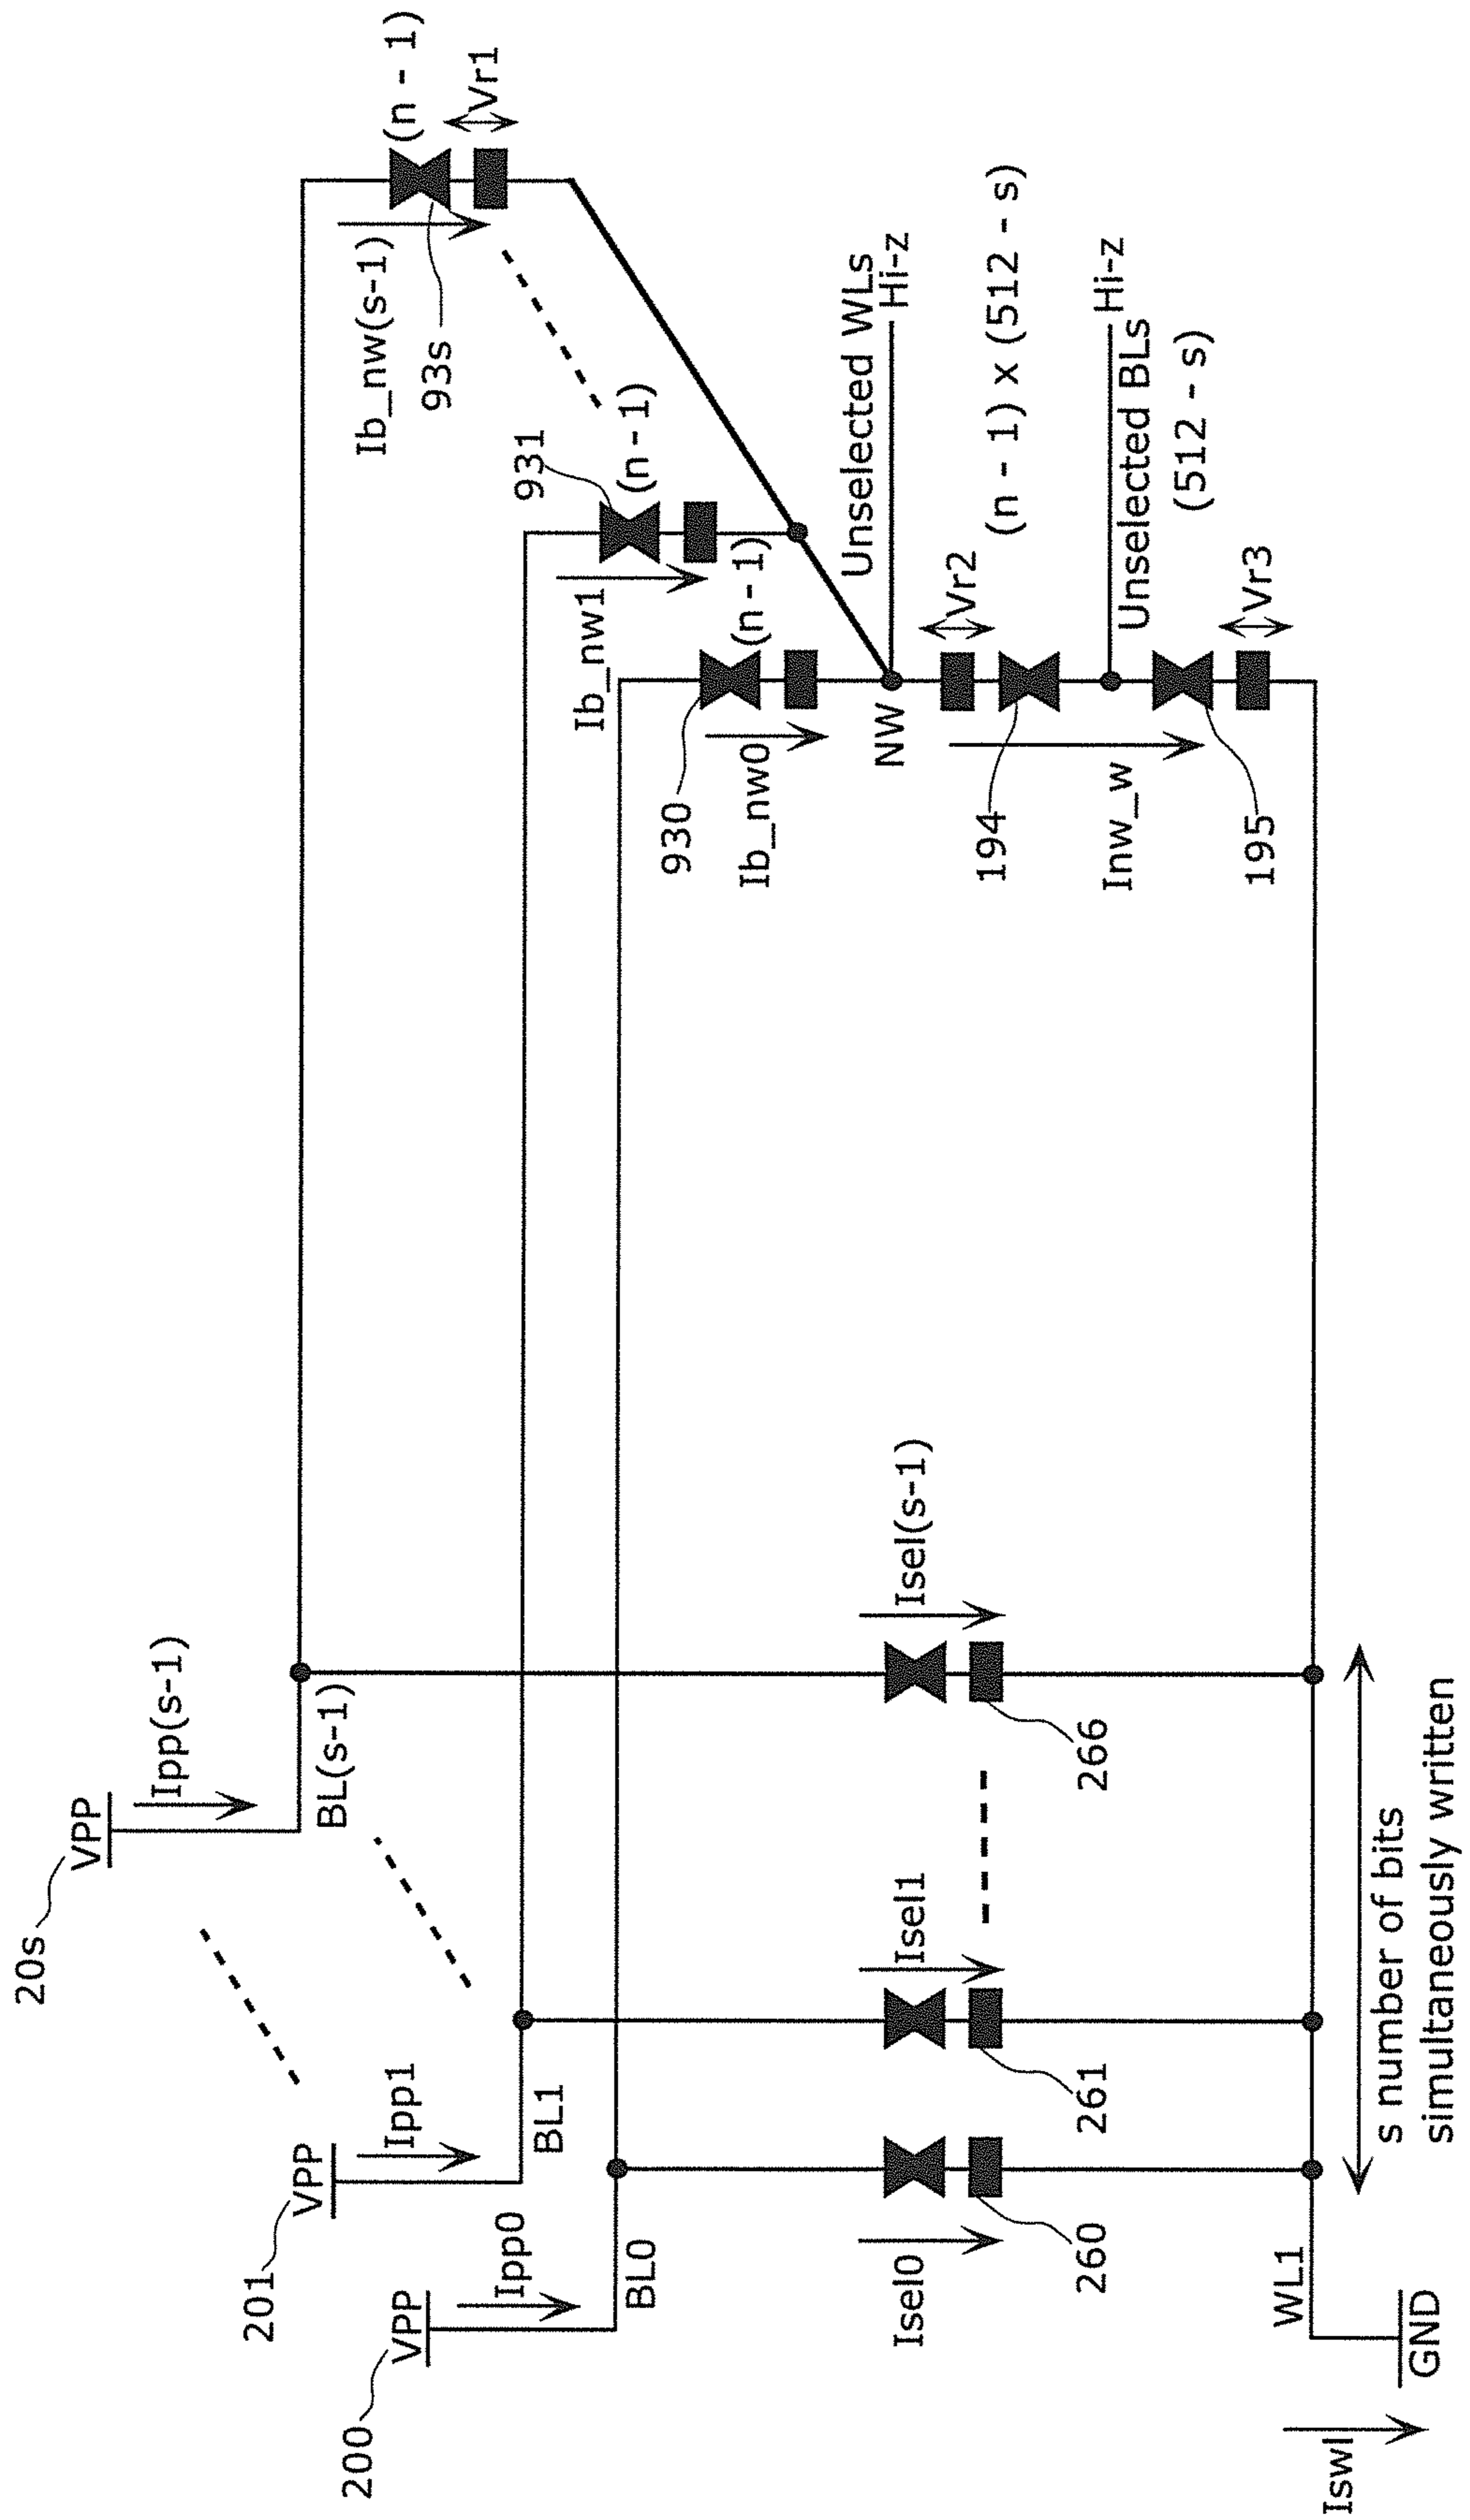 20s
VPP
Ipp(s-1)
BL(s-1)
201
VPP
Ipp1
BL1
200
VPP
Ipp0
BL0
Isel0
260
Isel1
261
Isel(s-1)
266
WL1
GND
Iswl
s number of bits
simultaneously written
Ib_nw(s-1)
93s
(n - 1)
Vr1
931
(n - 1)
Ib_nw1
930
(n - 1)
Ib_nw0
NW
Unselected WLs
Hi-z
Vr2
(n - 1) x (512 - s)
194
Inw_w
Hi-z
Unselected BLs
(512 - s)
195
Vr3